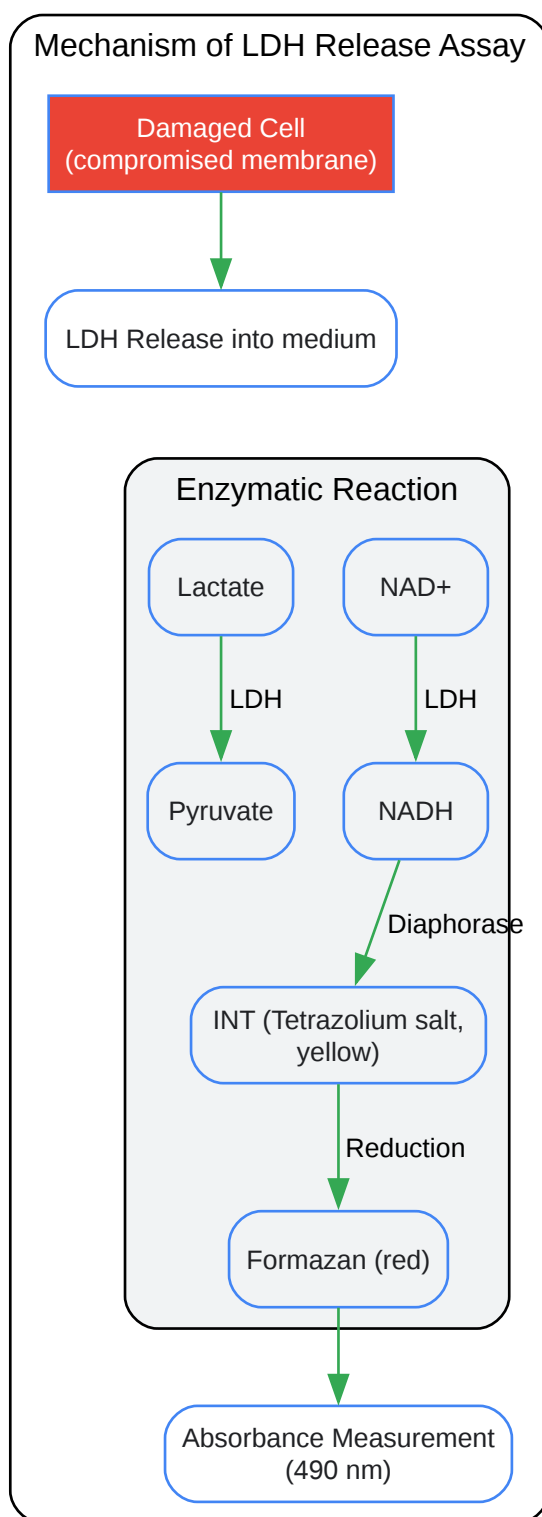 Mechanism of LDH Release Assay
Damaged Cell
(compromised membrane)
LDH Release into medium
Enzymatic Reaction
Lactate
NAD+
LDH
LDH
Pyruvate
NADH
Diaphorase
INT (Tetrazolium salt,
yellow)
Reduction
Formazan (red)
Absorbance Measurement
(490 nm)